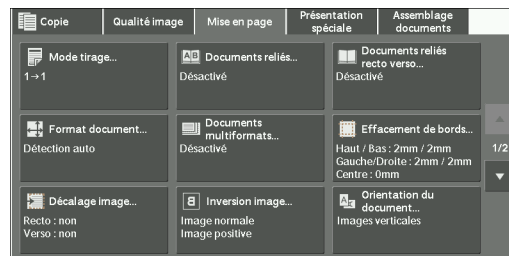 Copie
Qualité image
Mise en page
Présentation
spéciale
Assemblage
documents
Mode tirage...
1→1
Documents reliés...
Désactivé
Documents reliés
recto verso...
Désactivé
Format document...
Détection auto
Documents
multiformats...
Désactivé
Effacement de bords...
Haut / Bas : 2mm / 2mm
Gauche/Droite : 2mm / 2mm
Centre : 0mm
1/2
Décalage image...
Recto : non
Verso : non
Inversion image...
Image normale
Image positive
Orientation du
document...
Images verticales